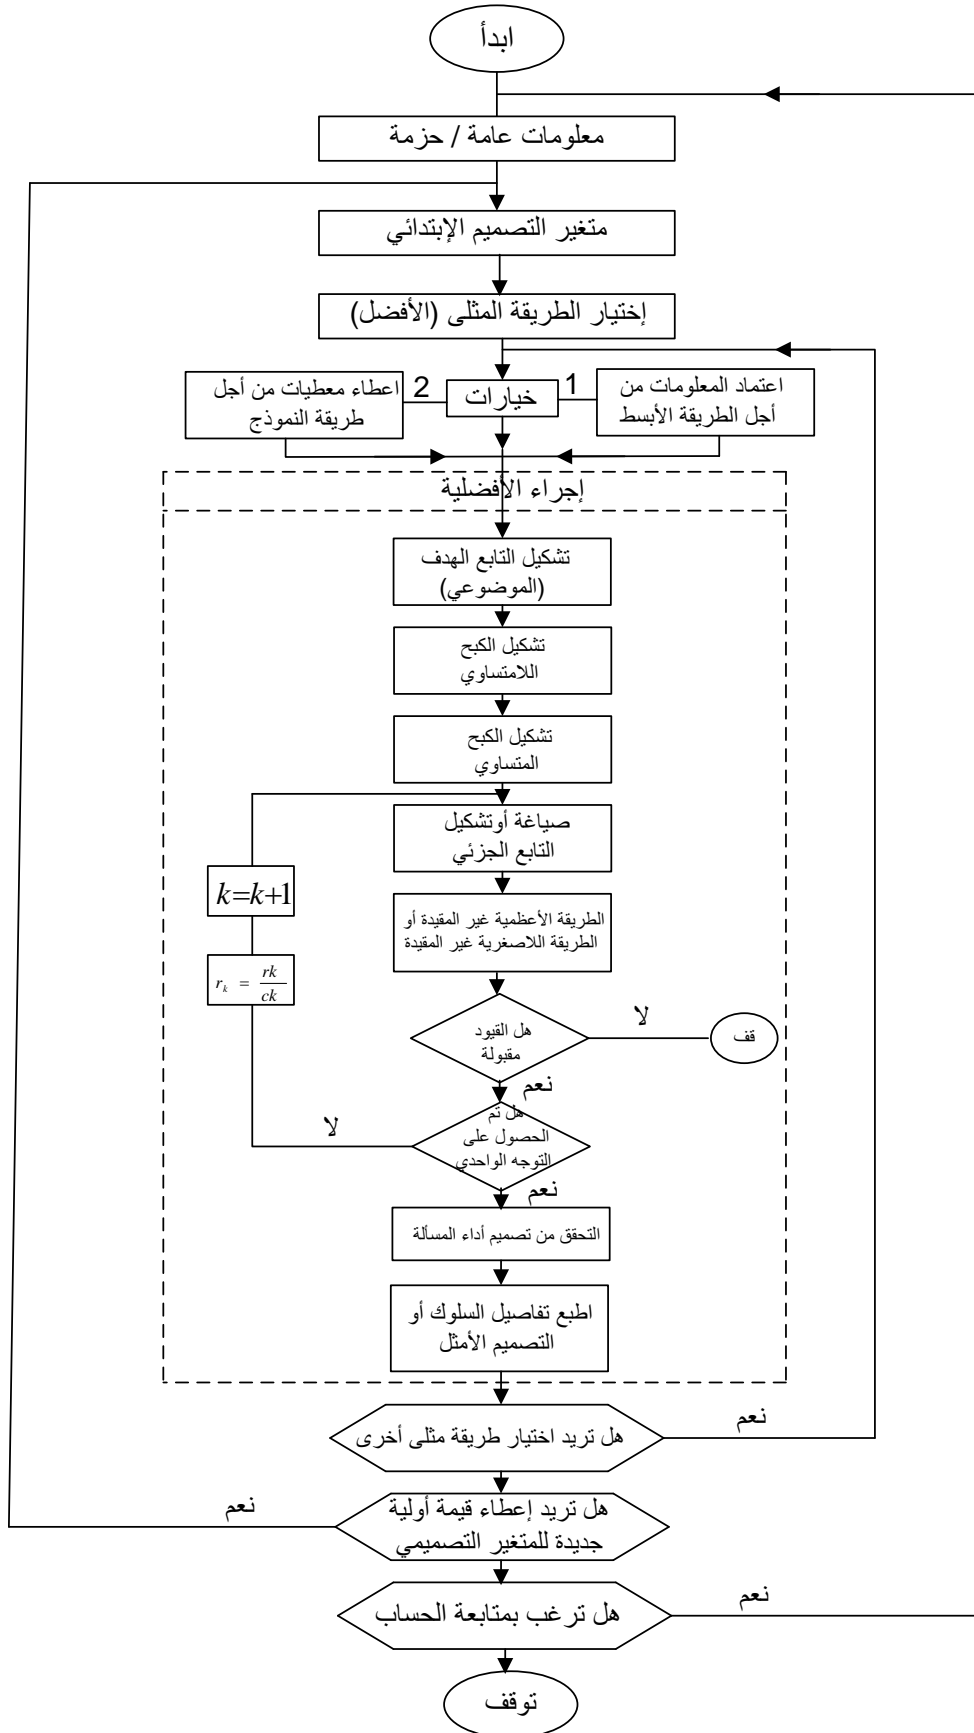 ابدأ
معلومات عامة / حزمة
متغير التصميم الإبتدائي
إختيار الطريقة المثلى (الأفضل)
اعتماد المعلومات من
أجل الطريقة الأبسط
1
خيارات
2
اعطاء معطيات من أجل
طريقة النموذج
إجراء الأفضلية
تشكيل التابع الهدف
(الموضوعي)
تشكيل الكبح
اللامتساوي
تشكيل الكبح
المتساوي
صياغة أوتشكيل
التابع الجزئي
k=k+1
الطريقة الأعظمية غير المقيدة أو
الطريقة اللاصغرية غير المقيدة
r_k = rk/ck
هل القيود
مقبولة
لا
قف
نعم
هل تم
الحصول على
التوجه الواحدي
لا
نعم
التحقق من تصميم أداء المسألة
اطبع تفاصيل السلوك أو
التصميم الأمثل
هل تريد اختيار طريقة مثلى أخرى
نعم
هل تريد إعطاء قيمة أولية
جديدة للمتغير التصميمي
نعم
هل ترغب بمتابعة الحساب
نعم
توقف